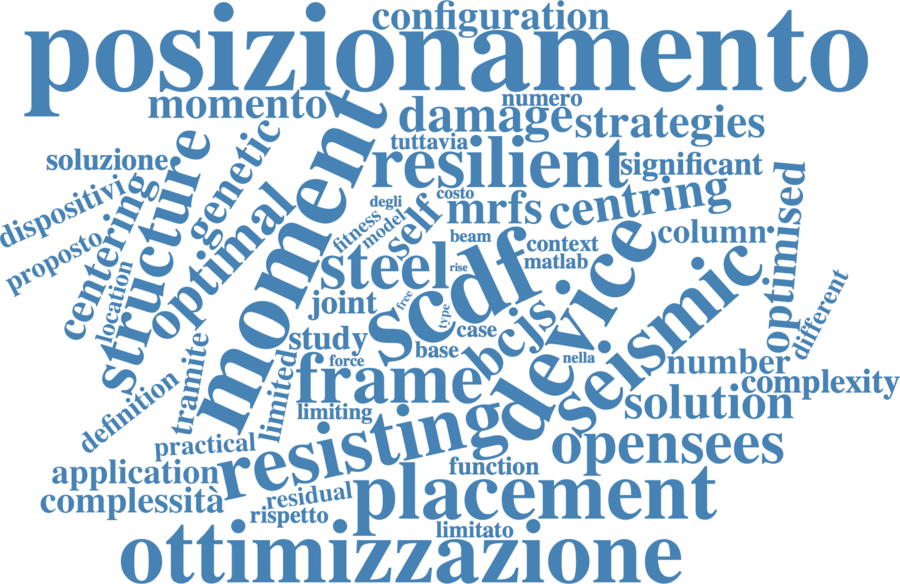 configuration
posizionamento
momento
numero
damage
strategies
tuttavia
soluzione
structure
genetic
moment
resilient
significant
dispositivi
centering
optimal
degli
costo
self
mrfs
centring
optimised
proposto
location
fitness
model
beam
context
column
steel
rise
matlab
device
different
joint
free
scdf
type
case
bcjs
seismic
study
base
force
nella
number
frame
complexity
definition
tramite
limited
limiting
solution
practical
resisting
opensees
application
function
complessità
residual
placement
rispetto
limitato
ottimizzazione